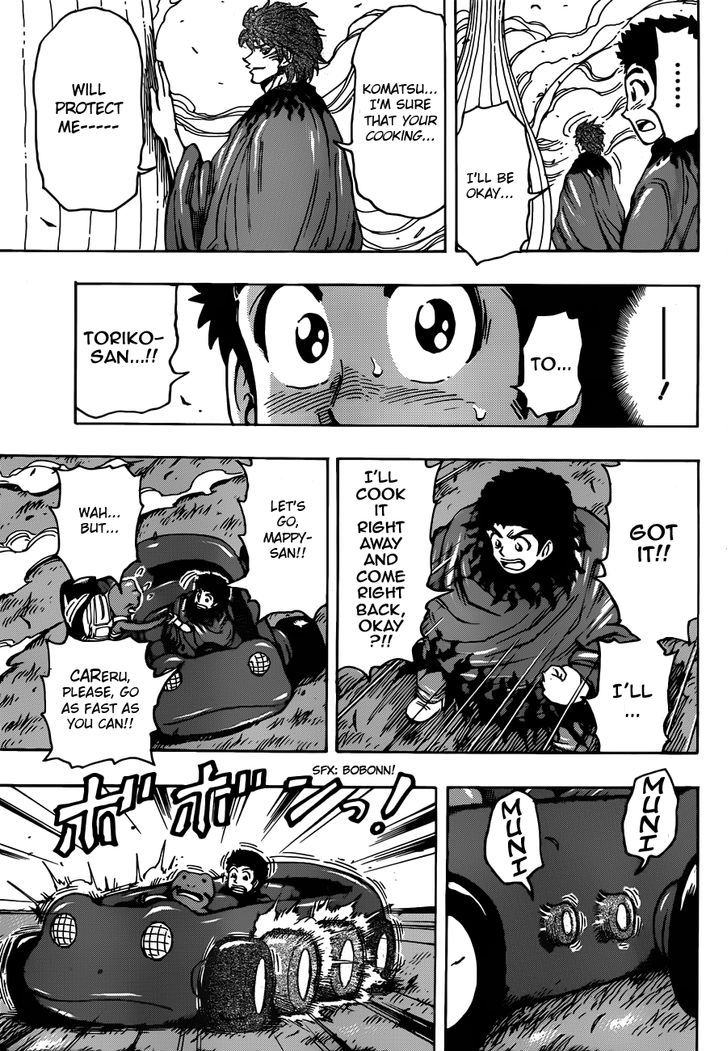 .......
I'LL BE
OKAY...
KOMATSU...
I'M SURE
THAT YOUR
COOKING...
WILL
PROTECT
ME-----
!
TO...
TORIKO-
SAN...!!
GOT
IT!!
I'LL
...
I'LL
COOK
IT
RIGHT
AWAY
AND
COME
RIGHT
BACK,
OKAY
?!!
LET'S
GO,
MAPPY-
SAN!!
WAH...
BUT...
CARERU,
PLEASE, GO
AS FAST AS
YOU CAN!!
MUNI
MUNI
SFX: BOBONN!
ボボンっ!